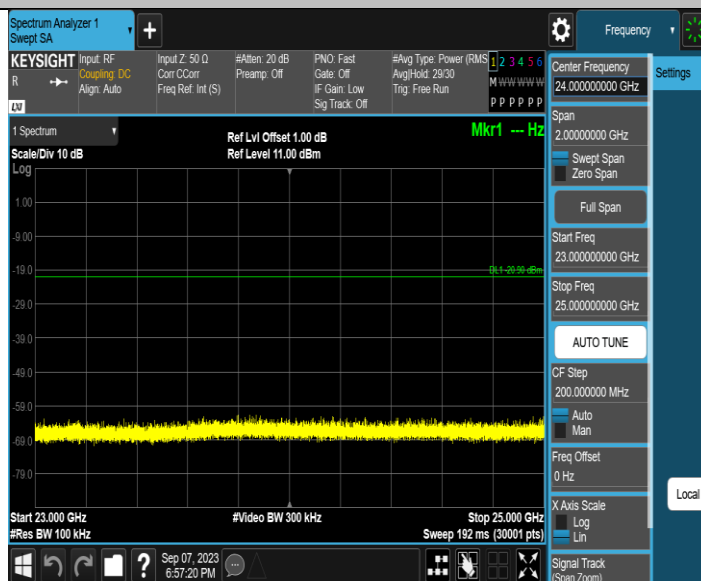 Spectrum Analyzer 1
Swept SA
+
Frequency
KEYSIGHT
R
LXI
Input: RF
Coupling: DC
Align: Auto
Input Z: 50 Ω
Corr CCorr
Freq Ref: Int (S)
#Atten: 20 dB
Preamp: Off
PNO: Fast
Gate: Off
IF Gain: Low
Sig Track: Off
#Avg Type: Power (RMS
Avg|Hold: 29/30
Trig: Free Run
1 2 3 4 5 6
M W W W W W
P P P P P P
1 Spectrum
Scale/Div 10 dB
Log
Ref Lvl Offset 1.00 dB
Ref Level 11.00 dBm
Mkr1 --- Hz
1.00
-9.00
-19.0
DL1 -20.90 dBm
-29.0
-39.0
-49.0
-59.0
-69.0
-79.0
Start 23.000 GHz
#Video BW 300 kHz
Stop 25.000 GHz
#Res BW 100 kHz
Sweep 192 ms (30001 pts)
Sep 07, 2023
6:57:20 PM
?
Center Frequency
24.000000000 GHz
Settings
Span
2.00000000 GHz
Swept Span
Zero Span
Full Span
Start Freq
23.000000000 GHz
Stop Freq
25.000000000 GHz
AUTO TUNE
CF Step
200.000000 MHz
Auto
Man
Freq Offset
0 Hz
X Axis Scale
Log
Lin
Local
Signal Track
(Span Zoom)